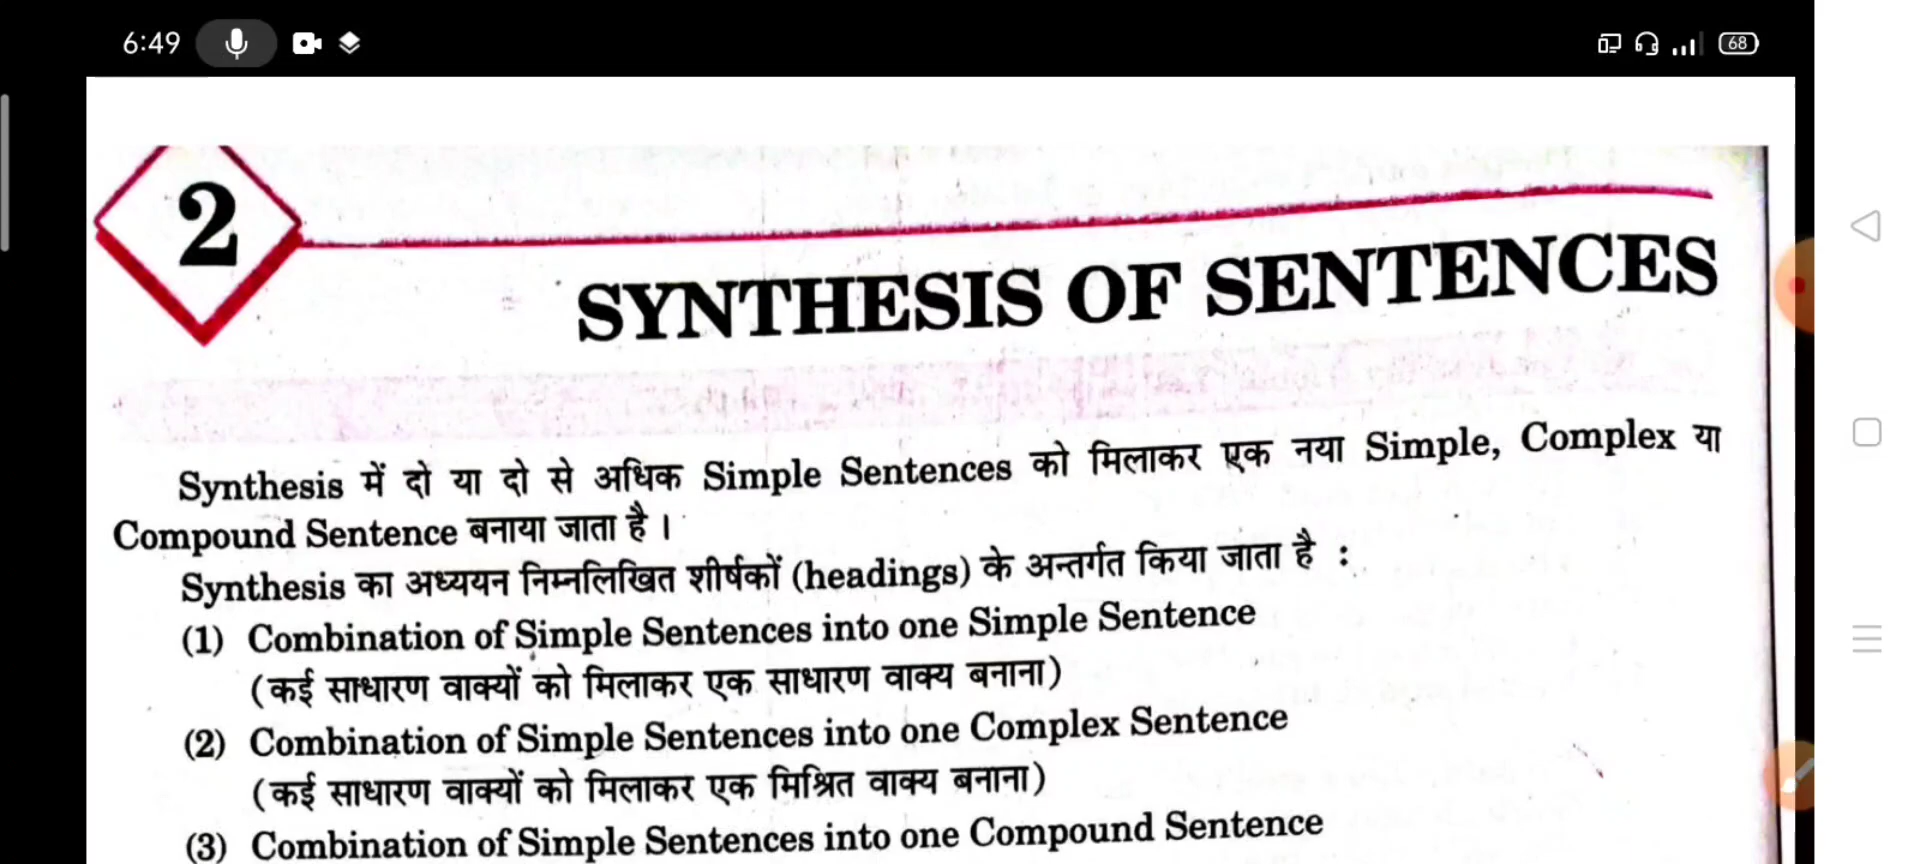 6:49
68
2
SYNTHESIS OF SENTENCES
Synthesis में दो या दो से अधिक Simple Sentences को मिलाकर एक नया Simple, Complex या
Compound Sentence बनाया जाता है ।
Synthesis का अध्ययन निम्नलिखित शीर्षकों (headings) के अन्तर्गत किया जाता है :
(1) Combination of Simple Sentences into one Simple Sentence
(कई साधारण वाक्यों को मिलाकर एक साधारण वाक्य बनाना)
(2) Combination of Simple Sentences into one Complex Sentence
(कई साधारण वाक्यों को मिलाकर एक मिश्रित वाक्य बनाना)
(3) Combination of Simple Sentences into one Compound Sentence